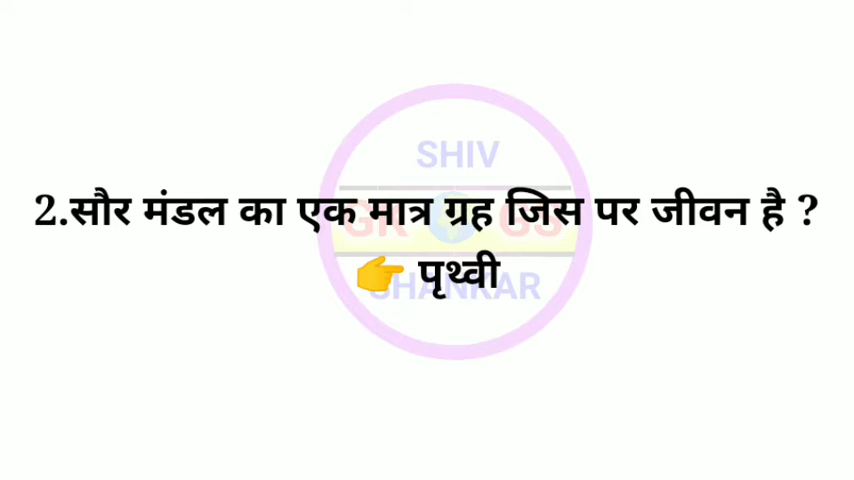 SHIV
2.सौर मंडल का एक मात्र ग्रह जिस पर जीवन है ?
GK GS
👉 पृथ्वी
SHANKAR